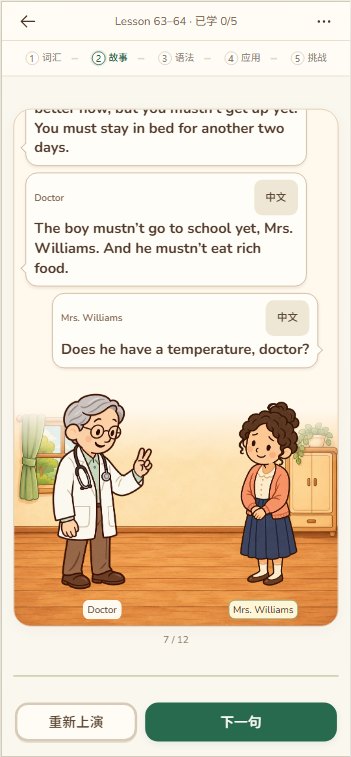 Lesson 63–64 · 已学 0/5
1 词汇 – 2 故事 – 3 语法 – 4 应用 – 5 挑战
better now, but you mustn't get up yet.
You must stay in bed for another two
days.
Doctor
中文
The boy mustn't go to school yet, Mrs.
Williams. And he mustn't eat rich
food.
Mrs. Williams
中文
Does he have a temperature, doctor?
Doctor
Mrs. Williams
7 / 12
重新上演
下一句